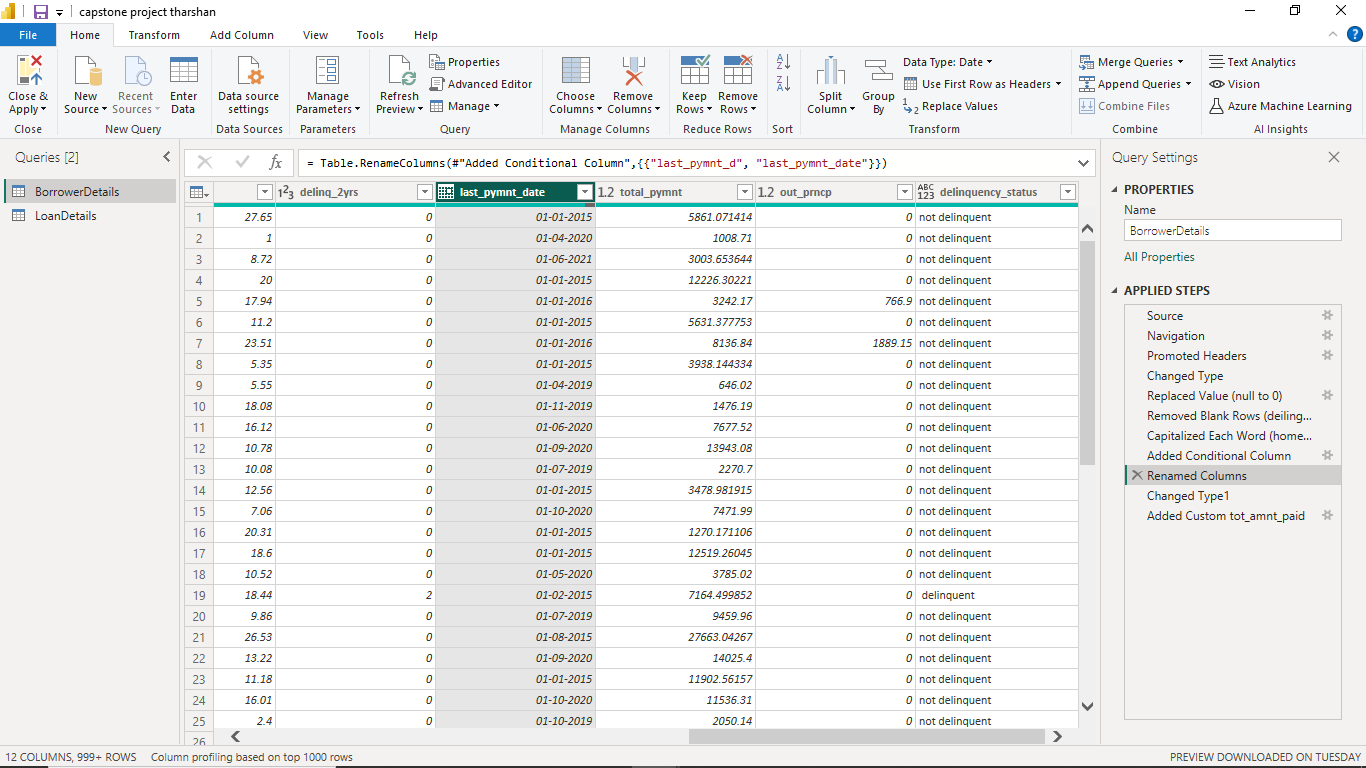 capstone project tharshan
File Home Transform Add Column View Tools Help
?
Close & Apply
New Source
Recent Sources
Enter Data
Data source settings
Manage Parameters
Refresh Preview
Properties
Advanced Editor
Manage
Choose Columns
Remove Columns
Keep Rows
Remove Rows
A Z
Z A
Split Column
Group By
Data Type: Date
Use First Row as Headers
1 2 Replace Values
Merge Queries
Append Queries
Combine Files
Text Analytics
Vision
Azure Machine Learning
Close New Query Data Sources Parameters Query Manage Columns Reduce Rows Sort Transform Combine AI Insights
Queries [2]
BorrowerDetails
LoanDetails
fx = Table.RenameColumns(#"Added Conditional Column",{{"last_pymnt_d", "last_pymnt_date"}})
1²3 delinq_2yrs last_pymnt_date 1.2 total_pymnt 1.2 out_prncp ABC 123 delinquency_status
1 27.65 0 01-01-2015 5861.071414 0 not delinquent
2 1 0 01-04-2020 1008.71 0 not delinquent
3 8.72 0 01-06-2021 3003.653644 0 not delinquent
4 20 0 01-01-2015 12226.30221 0 not delinquent
5 17.94 0 01-01-2016 3242.17 766.9 not delinquent
6 11.2 0 01-01-2015 5631.377753 0 not delinquent
7 23.51 0 01-01-2016 8136.84 1889.15 not delinquent
8 5.35 0 01-01-2015 3938.144334 0 not delinquent
9 5.55 0 01-04-2019 646.02 0 not delinquent
10 18.08 0 01-11-2019 1476.19 0 not delinquent
11 16.12 0 01-06-2020 7677.52 0 not delinquent
12 10.78 0 01-09-2020 13943.08 0 not delinquent
13 10.08 0 01-07-2019 2270.7 0 not delinquent
14 12.56 0 01-01-2015 3478.981915 0 not delinquent
15 7.06 0 01-10-2020 7471.99 0 not delinquent
16 20.31 0 01-01-2015 1270.171106 0 not delinquent
17 18.6 0 01-01-2015 12519.26045 0 not delinquent
18 10.52 0 01-05-2020 3785.02 0 not delinquent
19 18.44 2 01-02-2015 7164.499852 0 delinquent
20 9.86 0 01-07-2019 9459.96 0 not delinquent
21 26.53 0 01-08-2015 27663.04267 0 not delinquent
22 13.22 0 01-09-2020 14025.4 0 not delinquent
23 11.18 0 01-01-2015 11902.56157 0 not delinquent
24 16.01 0 01-10-2020 11536.31 0 not delinquent
25 2.4 0 01-10-2019 2050.14 0 not delinquent
26
Query Settings
PROPERTIES
Name
BorrowerDetails
All Properties
APPLIED STEPS
Source
Navigation
Promoted Headers
Changed Type
Replaced Value (null to 0)
Removed Blank Rows (deiling...
Capitalized Each Word (home...
Added Conditional Column
Renamed Columns
Changed Type1
Added Custom tot_amnt_paid
12 COLUMNS, 999+ ROWS Column profiling based on top 1000 rows PREVIEW DOWNLOADED ON TUESDAY